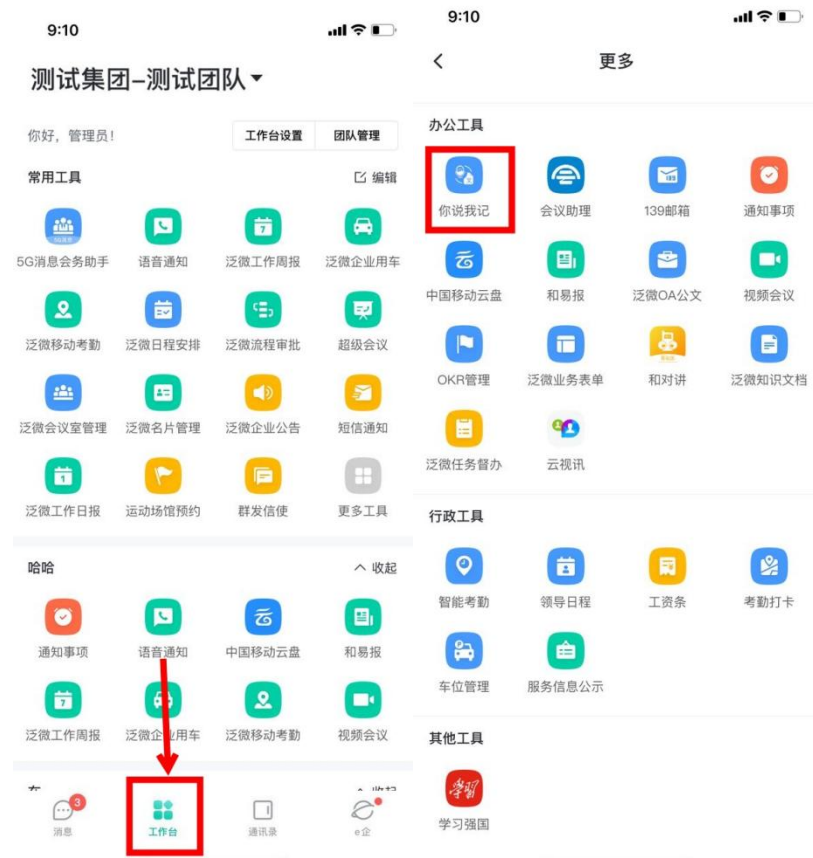 9:10
测试集团-测试团队
你好，管理员！
工作台设置 团队管理
常用工具 编辑
5G消息会务助手 语音通知 泛微工作周报 泛微企业用车
泛微移动考勤 泛微日程安排 泛微流程审批 超级会议
泛微会议室管理 泛微名片管理 泛微企业公告 短信通知
泛微工作日报 运动场馆预约 群发信使 更多工具
哈哈 收起
通知事项 语音通知 中国移动云盘 和易报
泛微工作周报 泛微企业用车 泛微移动考勤 视频会议
3
消息 工作台 通讯录 e企
9:10
更多
办公工具
你说我记 会议助理 139邮箱 通知事项
中国移动云盘 和易报 泛微OA公文 视频会议
OKR管理 泛微业务表单 和对讲 泛微知识文档
泛微任务督办 云视讯
行政工具
智能考勤 领导日程 工资条 考勤打卡
车位管理 服务信息公示
其他工具
学习
学习强国